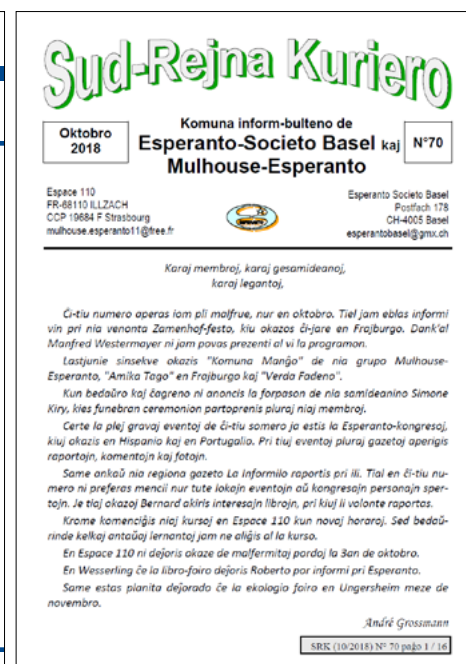 Sud-Rejna Kuriero
Oktobro
2018
Komuna inform-bulteno de
Esperanto-Societo Basel kaj
Mulhouse-Esperanto
N°70
Espace 110
FR-68110 ILLZACH
CCP 19684 F Strasbourg
mulhouse.esperanto11@free.fr
Esperanto Societo Basel
Postfach 178
CH-4005 Basel
esperantobasel@gmx.ch
Karaj membroj, karaj gesamideanoj,
karaj legantoj,
Ĉi-tiu numero aperas iom pli malfrue, nur en oktobro. Tiel jam eblas informi
vin pri nia venonta Zamenhof-festo, kiu okazos ĉi-jare en Frajburgo. Dank'al
Manfred Westermayer ni jam povas prezenti al vi la programon.
Lastjunie sinsekve okazis "Komuna Manĝo" de nia grupo Mulhouse-
Esperanto, "Amika Tago" en Frajburgo kaj "Verda Fadeno".
Kun bedaŭro kaj ĉagreno ni anoncis la forpason de nia samideanino Simone
Kiry, kies funebran ceremonion partoprenis pluraj niaj membroj.
Certe la plej gravaj eventoj de ĉi-tiu somero ja estis la Esperanto-kongresoj,
kiuj okazis en Hispanio kaj en Portugalio. Pri tiuj eventoj pluraj gazetoj aperigis
raportojn, komentojn kaj fotojn.
Same ankaŭ nia regiona gazeto La Informilo raportis pri ili. Tial en ĉi-tiu nu-
mero ni preferas mencii nur tute lokajn eventojn aŭ kongresajn personajn sper-
tojn. Je tiaj okazoj Bernard akiris interesajn librojn, pri kiuj li volonte raportas.
Krome komenciĝis niaj kursoj en Espace 110 kun novaj horaroj. Sed bedaŭ-
rinde kelkaj antaŭaj lernantoj jam ne aliĝis al la kurso.
En Espace 110 ni deĵoris okaze de malfermitaj pordoj la 3an de oktobro.
En Wesserling ĉe la libro-foiro deĵoris Roberto por informi pri Esperanto.
Same estas planita deĵorado ĉe la ekologio foiro en Ungersheim meze de
novembro.
André Grossmann
SRK (10/2018) N° 70 paĝo 1 / 16